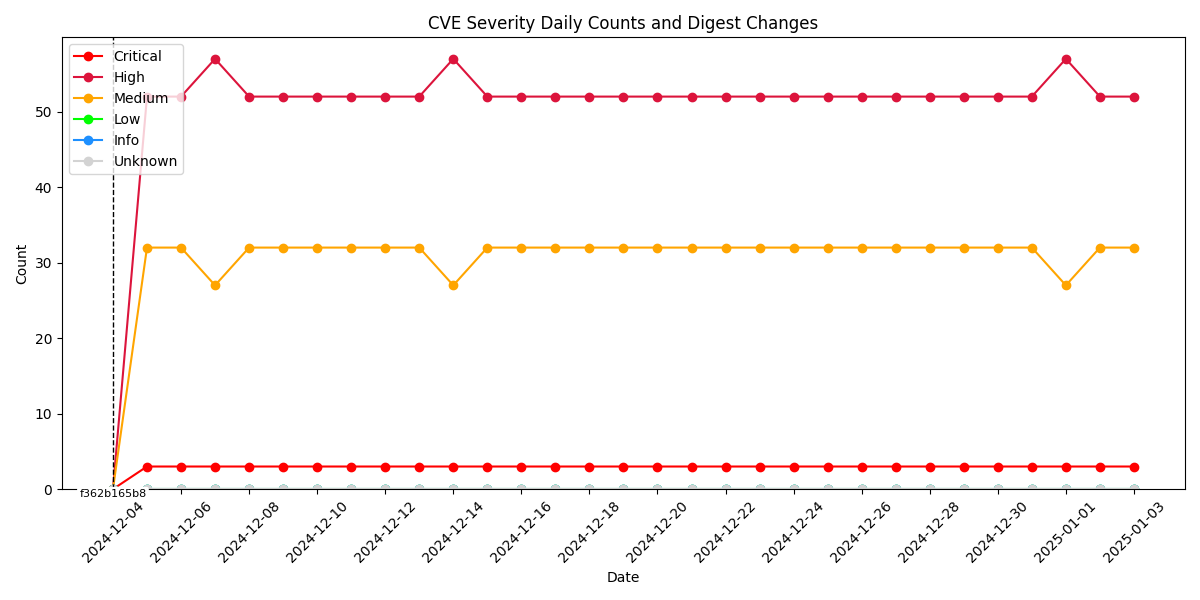 CVE Severity Daily Counts and Digest Changes
Critical
High
Medium
Low
Info
Unknown
Count
50
40
30
20
10
0
f362b165b8
2024-12-04
2024-12-06
2024-12-08
2024-12-10
2024-12-12
2024-12-14
2024-12-16
2024-12-18
2024-12-20
2024-12-22
2024-12-24
2024-12-26
2024-12-28
2024-12-30
2025-01-01
2025-01-03
Date